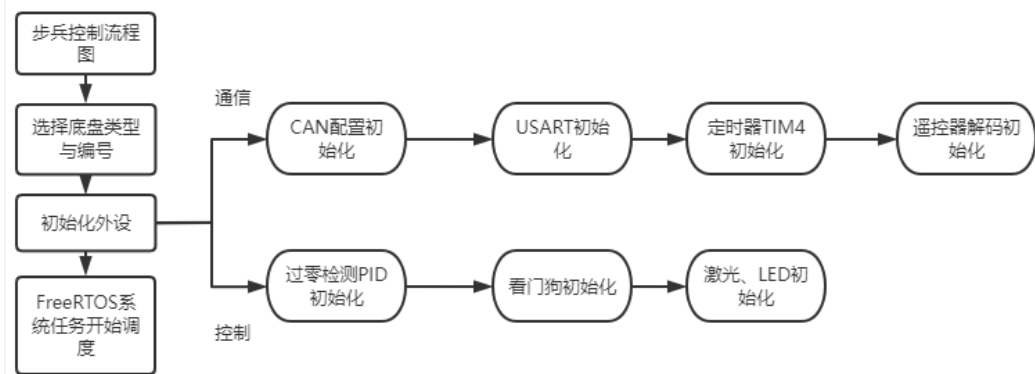 步兵控制流程
图
选择底盘类型
与编号
初始化外设
FreeRTOS系
统任务开始调
度
通信
CAN配置初
始化
USART初始
化
定时器TIM4
初始化
遥控器解码初
始化
过零检测PID
初始化
看门狗初始化
激光、LED初
始化
控制